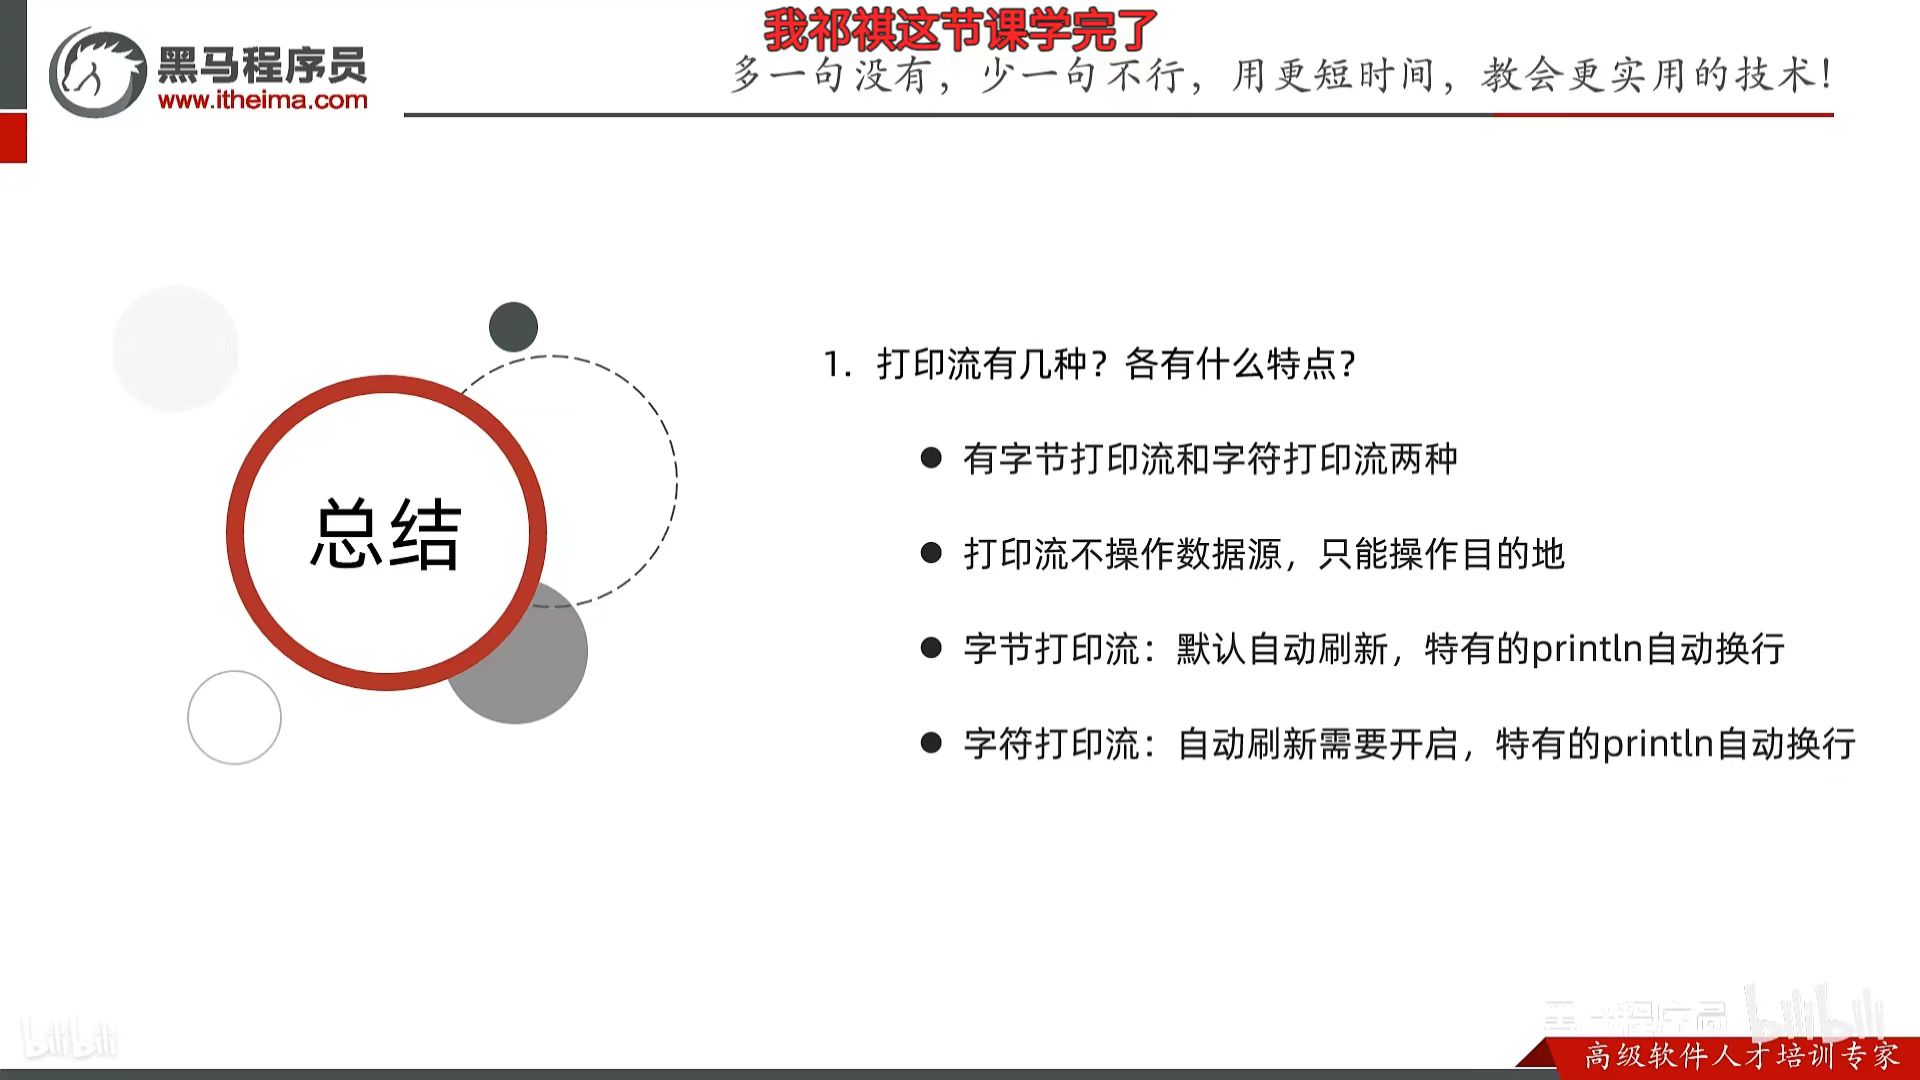 我祁祺这节课学完了
黑马程序员
www.itheima.com
多一句没有，少一句不行，用更短时间，教会更实用的技术！
总结
1. 打印流有几种？各有什么特点？
● 有字节打印流和字符打印流两种
● 打印流不操作数据源，只能操作目的地
● 字节打印流：默认自动刷新，特有的println自动换行
● 字符打印流：自动刷新需要开启，特有的println自动换行
bilibili
黑马程序员 bilibili
高级软件人才培训专家